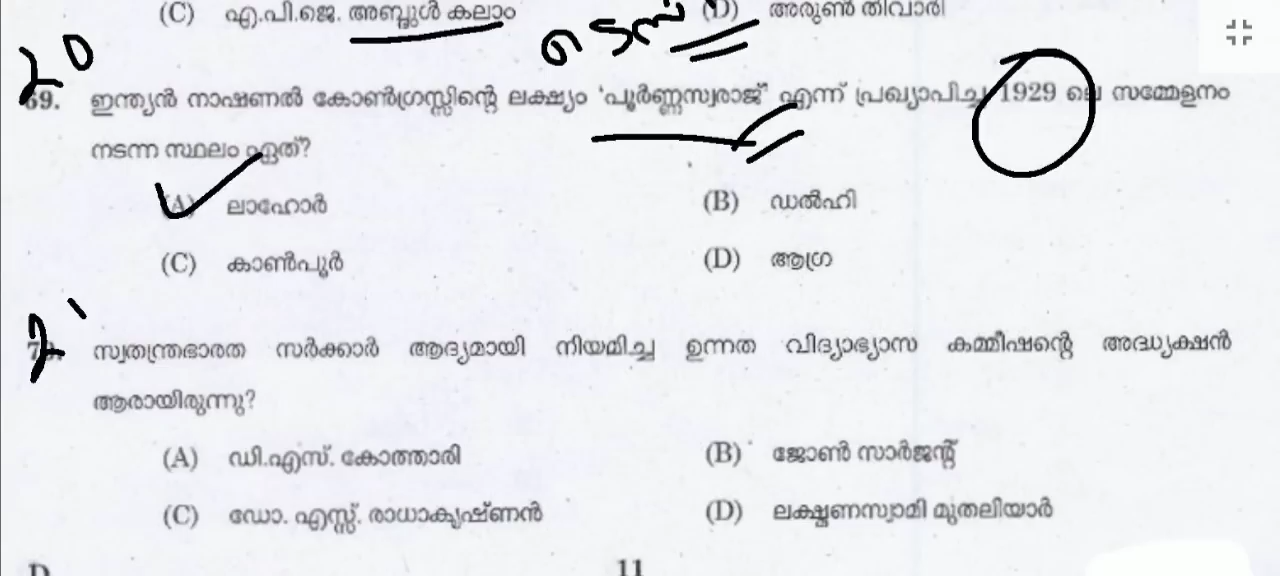 (C) എ.പി.ജെ. അബ്ദുൾ കലാം (D) അരുൺ തിവാരി
20
69. ഇന്ത്യൻ നാഷണൽ കോൺഗ്രസ്സിന്റെ ലക്ഷ്യം 'പൂർണ്ണസ്വരാജ്' എന്ന് പ്രഖ്യാപിച്ച 1929 ലെ സമ്മേളനം
നടന്ന സ്ഥലം ഏത്?
(A) ലാഹോർ (B) ഡൽഹി
(C) കാൺപൂർ (D) ആഗ്ര
സ്വതന്ത്രഭാരത സർക്കാർ ആദ്യമായി നിയമിച്ച ഉന്നത വിദ്യാഭ്യാസ കമ്മീഷന്റെ അദ്ധ്യക്ഷൻ
ആരായിരുന്നു?
(A) ഡി.എസ്. കോത്താരി (B) ജോൺ സാർജന്റ്
(C) ഡോ. എസ്സ്. രാധാകൃഷ്ണൻ (D) ലക്ഷ്മണസ്വാമി മുതലിയാർ
D 11